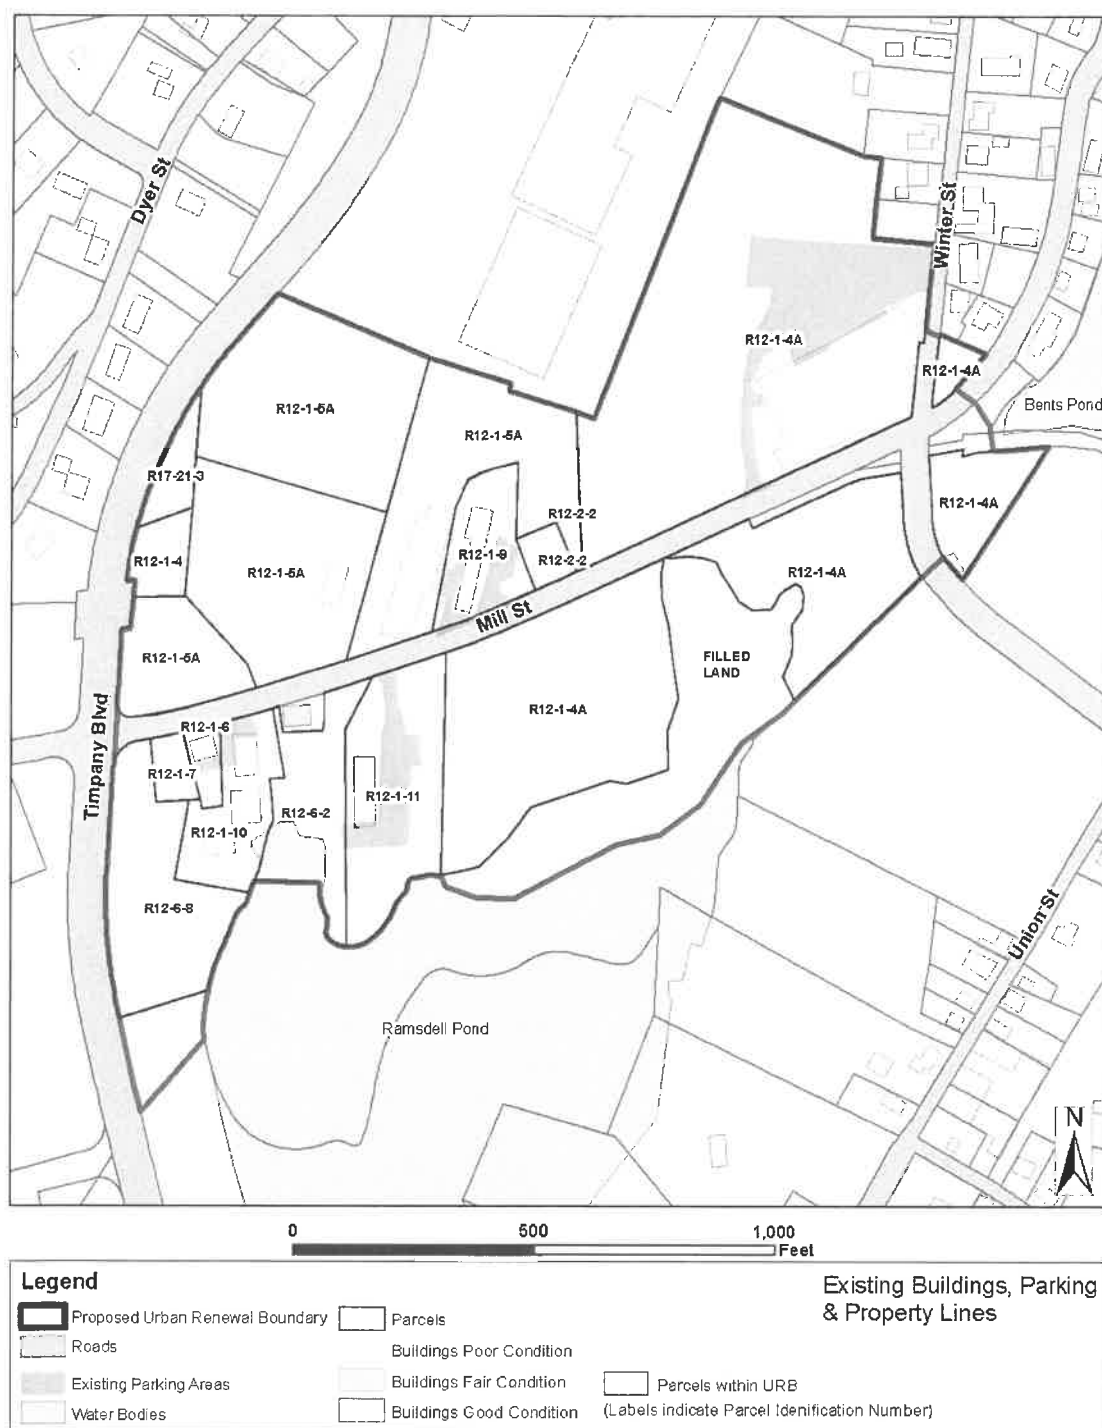 Dyer St
Winter St
R12-1-4A
R12-1-4A
Bents Pond
R12-1-5A
R12-1-5A
R17-21-3
R12-2-2
R12-1-4A
R12-1-9
R12-2-2
R12-1-4
R12-1-5A
R12-1-4A
Mill St
R12-1-5A
FILLED
LAND
R12-1-4A
R12-1-6
Timpany Blvd
R12-1-7
R12-1-11
R12-6-2
R12-1-10
R12-6-8
Union St
Ramsdell Pond
N
0 500 1,000
Feet
Legend
Existing Buildings, Parking
& Property Lines
Proposed Urban Renewal Boundary
Parcels
Roads
Buildings Poor Condition
Existing Parking Areas
Buildings Fair Condition
Parcels within URB
Water Bodies
Buildings Good Condition
(Labels indicate Parcel Idenification Number)